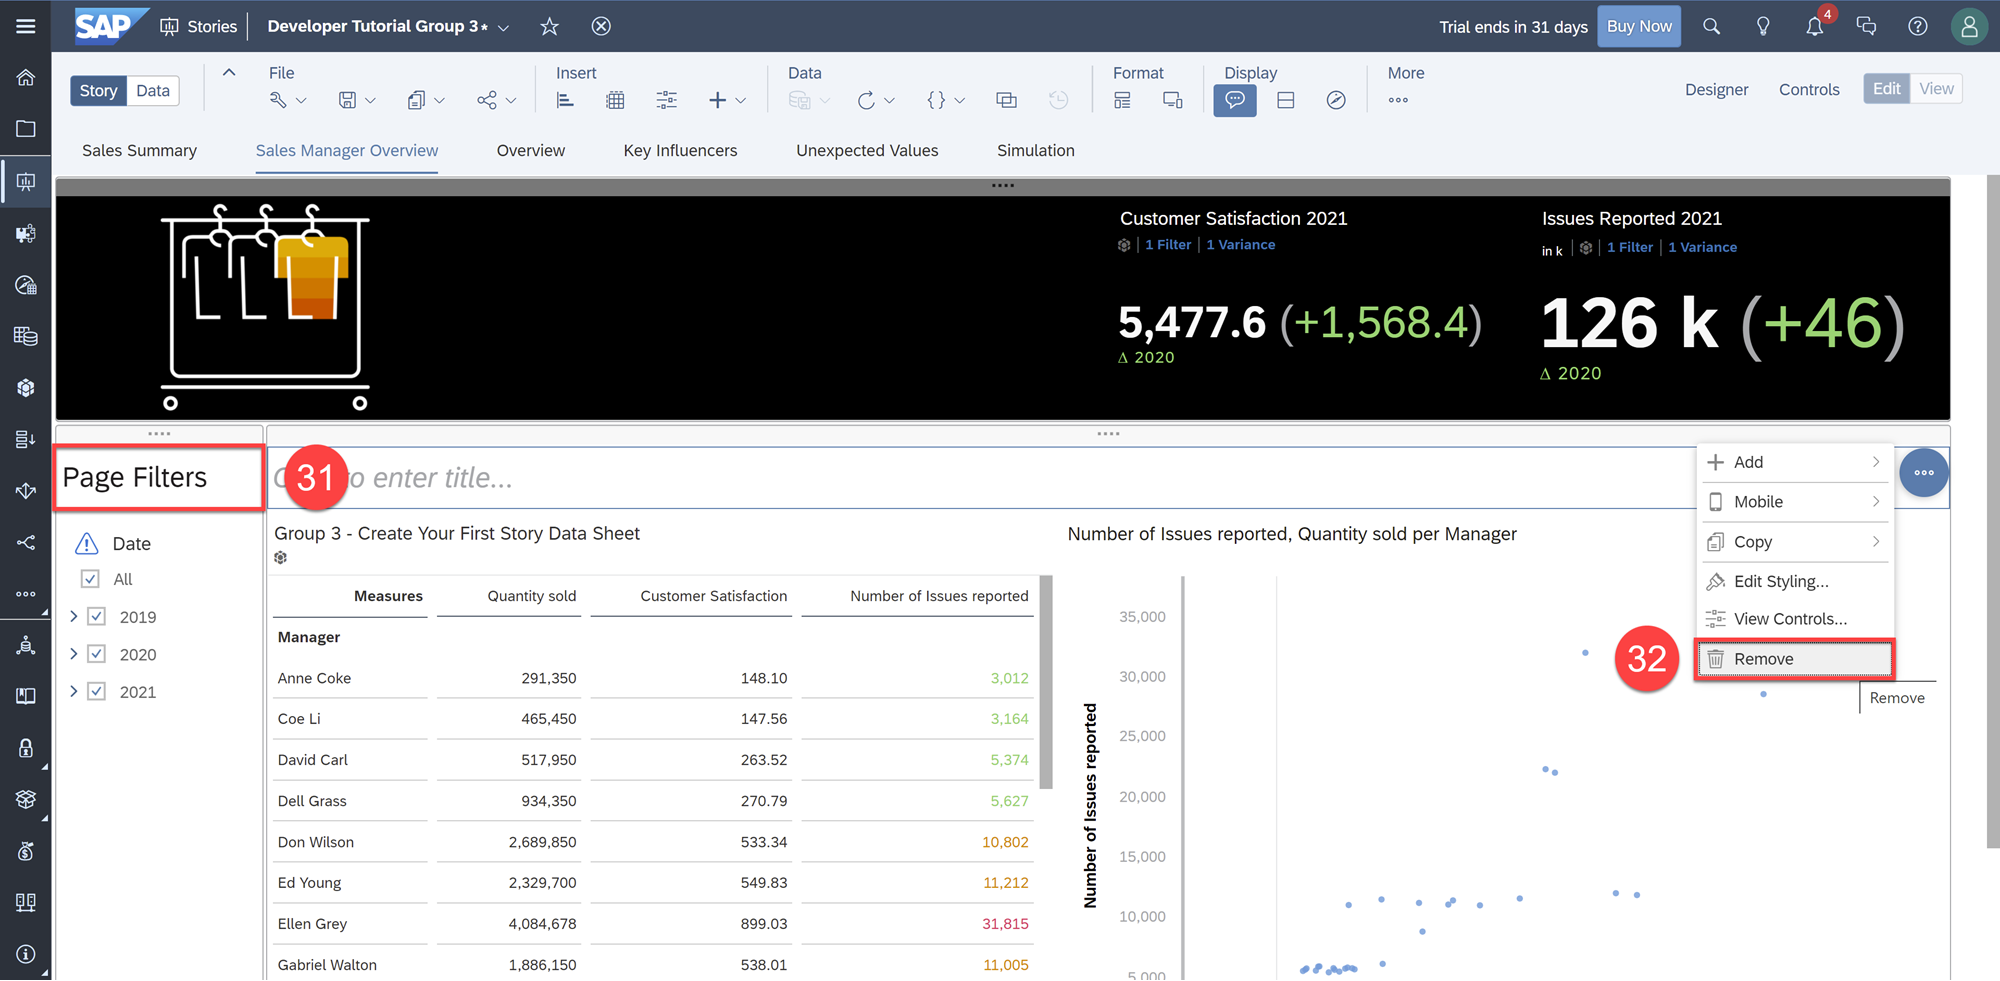 SAP Stories Developer Tutorial Group 3* Trial ends in 31 days Buy Now 4
Story Data File Insert Data Format Display More Designer Controls Edit View
Sales Summary Sales Manager Overview Overview Key Influencers Unexpected Values Simulation
Customer Satisfaction 2021
1 Filter | 1 Variance
5,477.6 (+1,568.4)
Δ 2020
Issues Reported 2021
in k | 1 Filter | 1 Variance
126 k (+46)
Δ 2020
Page Filters
31
to enter title...
Date
All
2019
2020
2021
Group 3 - Create Your First Story Data Sheet
Measures Quantity sold Customer Satisfaction Number of Issues reported
Manager
Anne Coke 291,350 148.10 3,012
Coe Li 465,450 147.56 3,164
David Carl 517,950 263.52 5,374
Dell Grass 934,350 270.79 5,627
Don Wilson 2,689,850 533.34 10,802
Ed Young 2,329,700 549.83 11,212
Ellen Grey 4,084,678 899.03 31,815
Gabriel Walton 1,886,150 538.01 11,005
Number of Issues reported, Quantity sold per Manager
Number of Issues reported
35,000
30,000
25,000
20,000
15,000
10,000
5,000
Add
Mobile
Copy
Edit Styling...
View Controls...
32
Remove
Remove